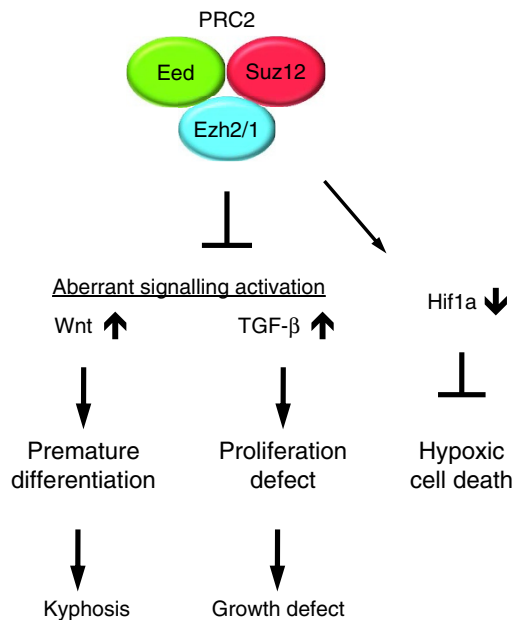 PRC2
Eed
Suz12
Ezh2/1
Aberrant signalling activation
Wnt
TGF-β
Hif1a
Premature
differentiation
Proliferation
defect
Hypoxic
cell death
Kyphosis
Growth defect